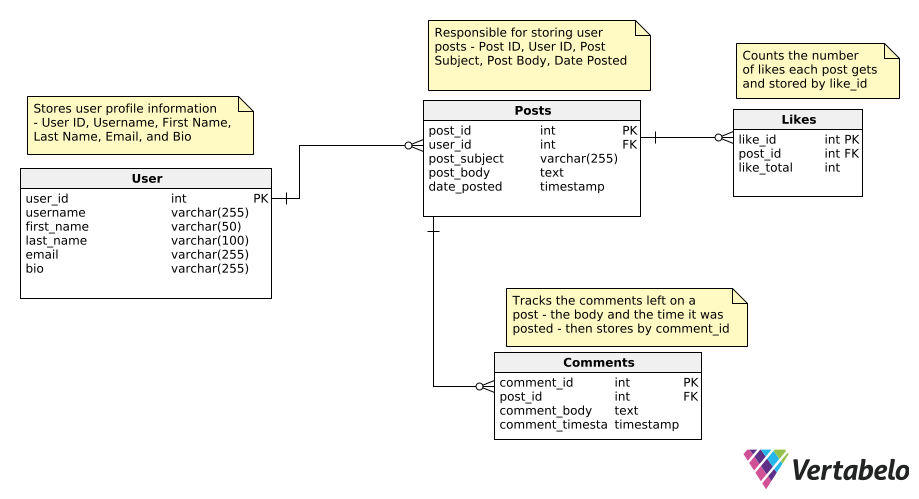 Responsible for storing user
posts - Post ID, User ID, Post
Subject, Post Body, Date Posted
Counts the number
of likes each post gets
and stored by like_id
Stores user profile information
- User ID, Username, First Name,
Last Name, Email, and Bio
Posts
post_id int PK
user_id int FK
post_subject varchar(255)
post_body text
date_posted timestamp
Likes
like_id int PK
post_id int FK
like_total int
User
user_id int PK
username varchar(255)
first_name varchar(50)
last_name varchar(100)
email varchar(255)
bio varchar(255)
Tracks the comments left on a
post - the body and the time it was
posted - then stores by comment_id
Comments
comment_id int PK
post_id int FK
comment_body text
comment_timesta timestamp
Vertabelo